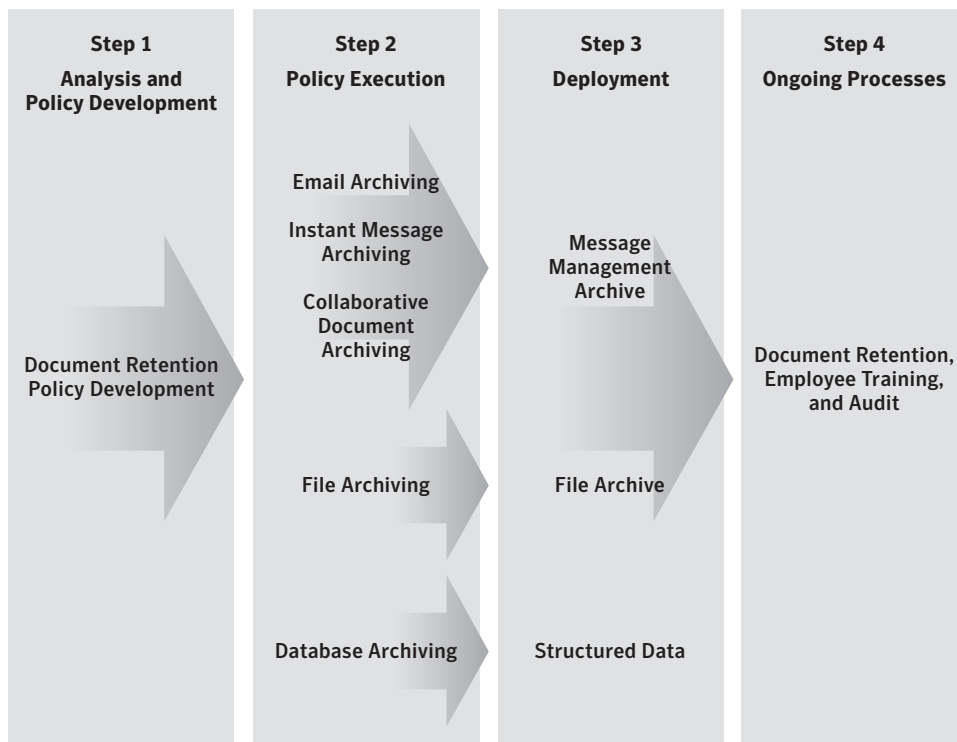 Step 1
Analysis and
Policy Development
Document Retention
Policy Development
Step 2
Policy Execution
Email Archiving
Instant Message
Archiving
Collaborative
Document
Archiving
File Archiving
Database Archiving
Step 3
Deployment
Message
Management
Archive
File Archive
Structured Data
Step 4
Ongoing Processes
Document Retention,
Employee Training,
and Audit